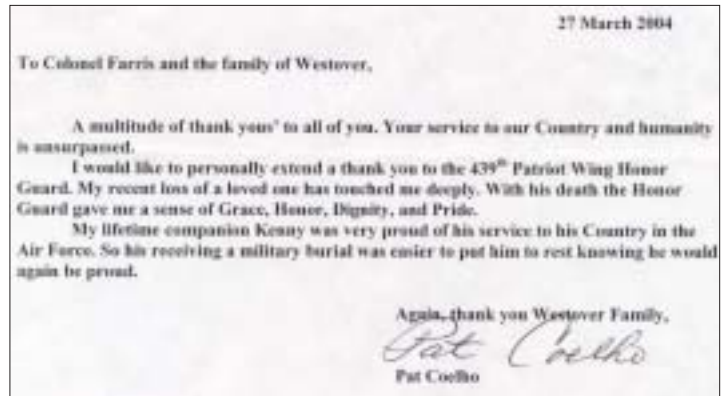 27 March 2004
To Colonel Farris and the family of Westover,
A multitude of thank yous' to all of you. Your service to our Country and humanity
is unsurpassed.
I would like to personally extend a thank you to the 439th Patriot Wing Honor
Guard. My recent loss of a loved one has touched me deeply. With his death the Honor
Guard gave me a sense of Grace, Honor, Dignity, and Pride.
My lifetime companion Kenny was very proud of his service to his Country in the
Air Force. So his receiving a military burial was easier to put him to rest knowing he would
again be proud.
Again, thank you Westover Family,
Pat Coelho
Pat Coelho